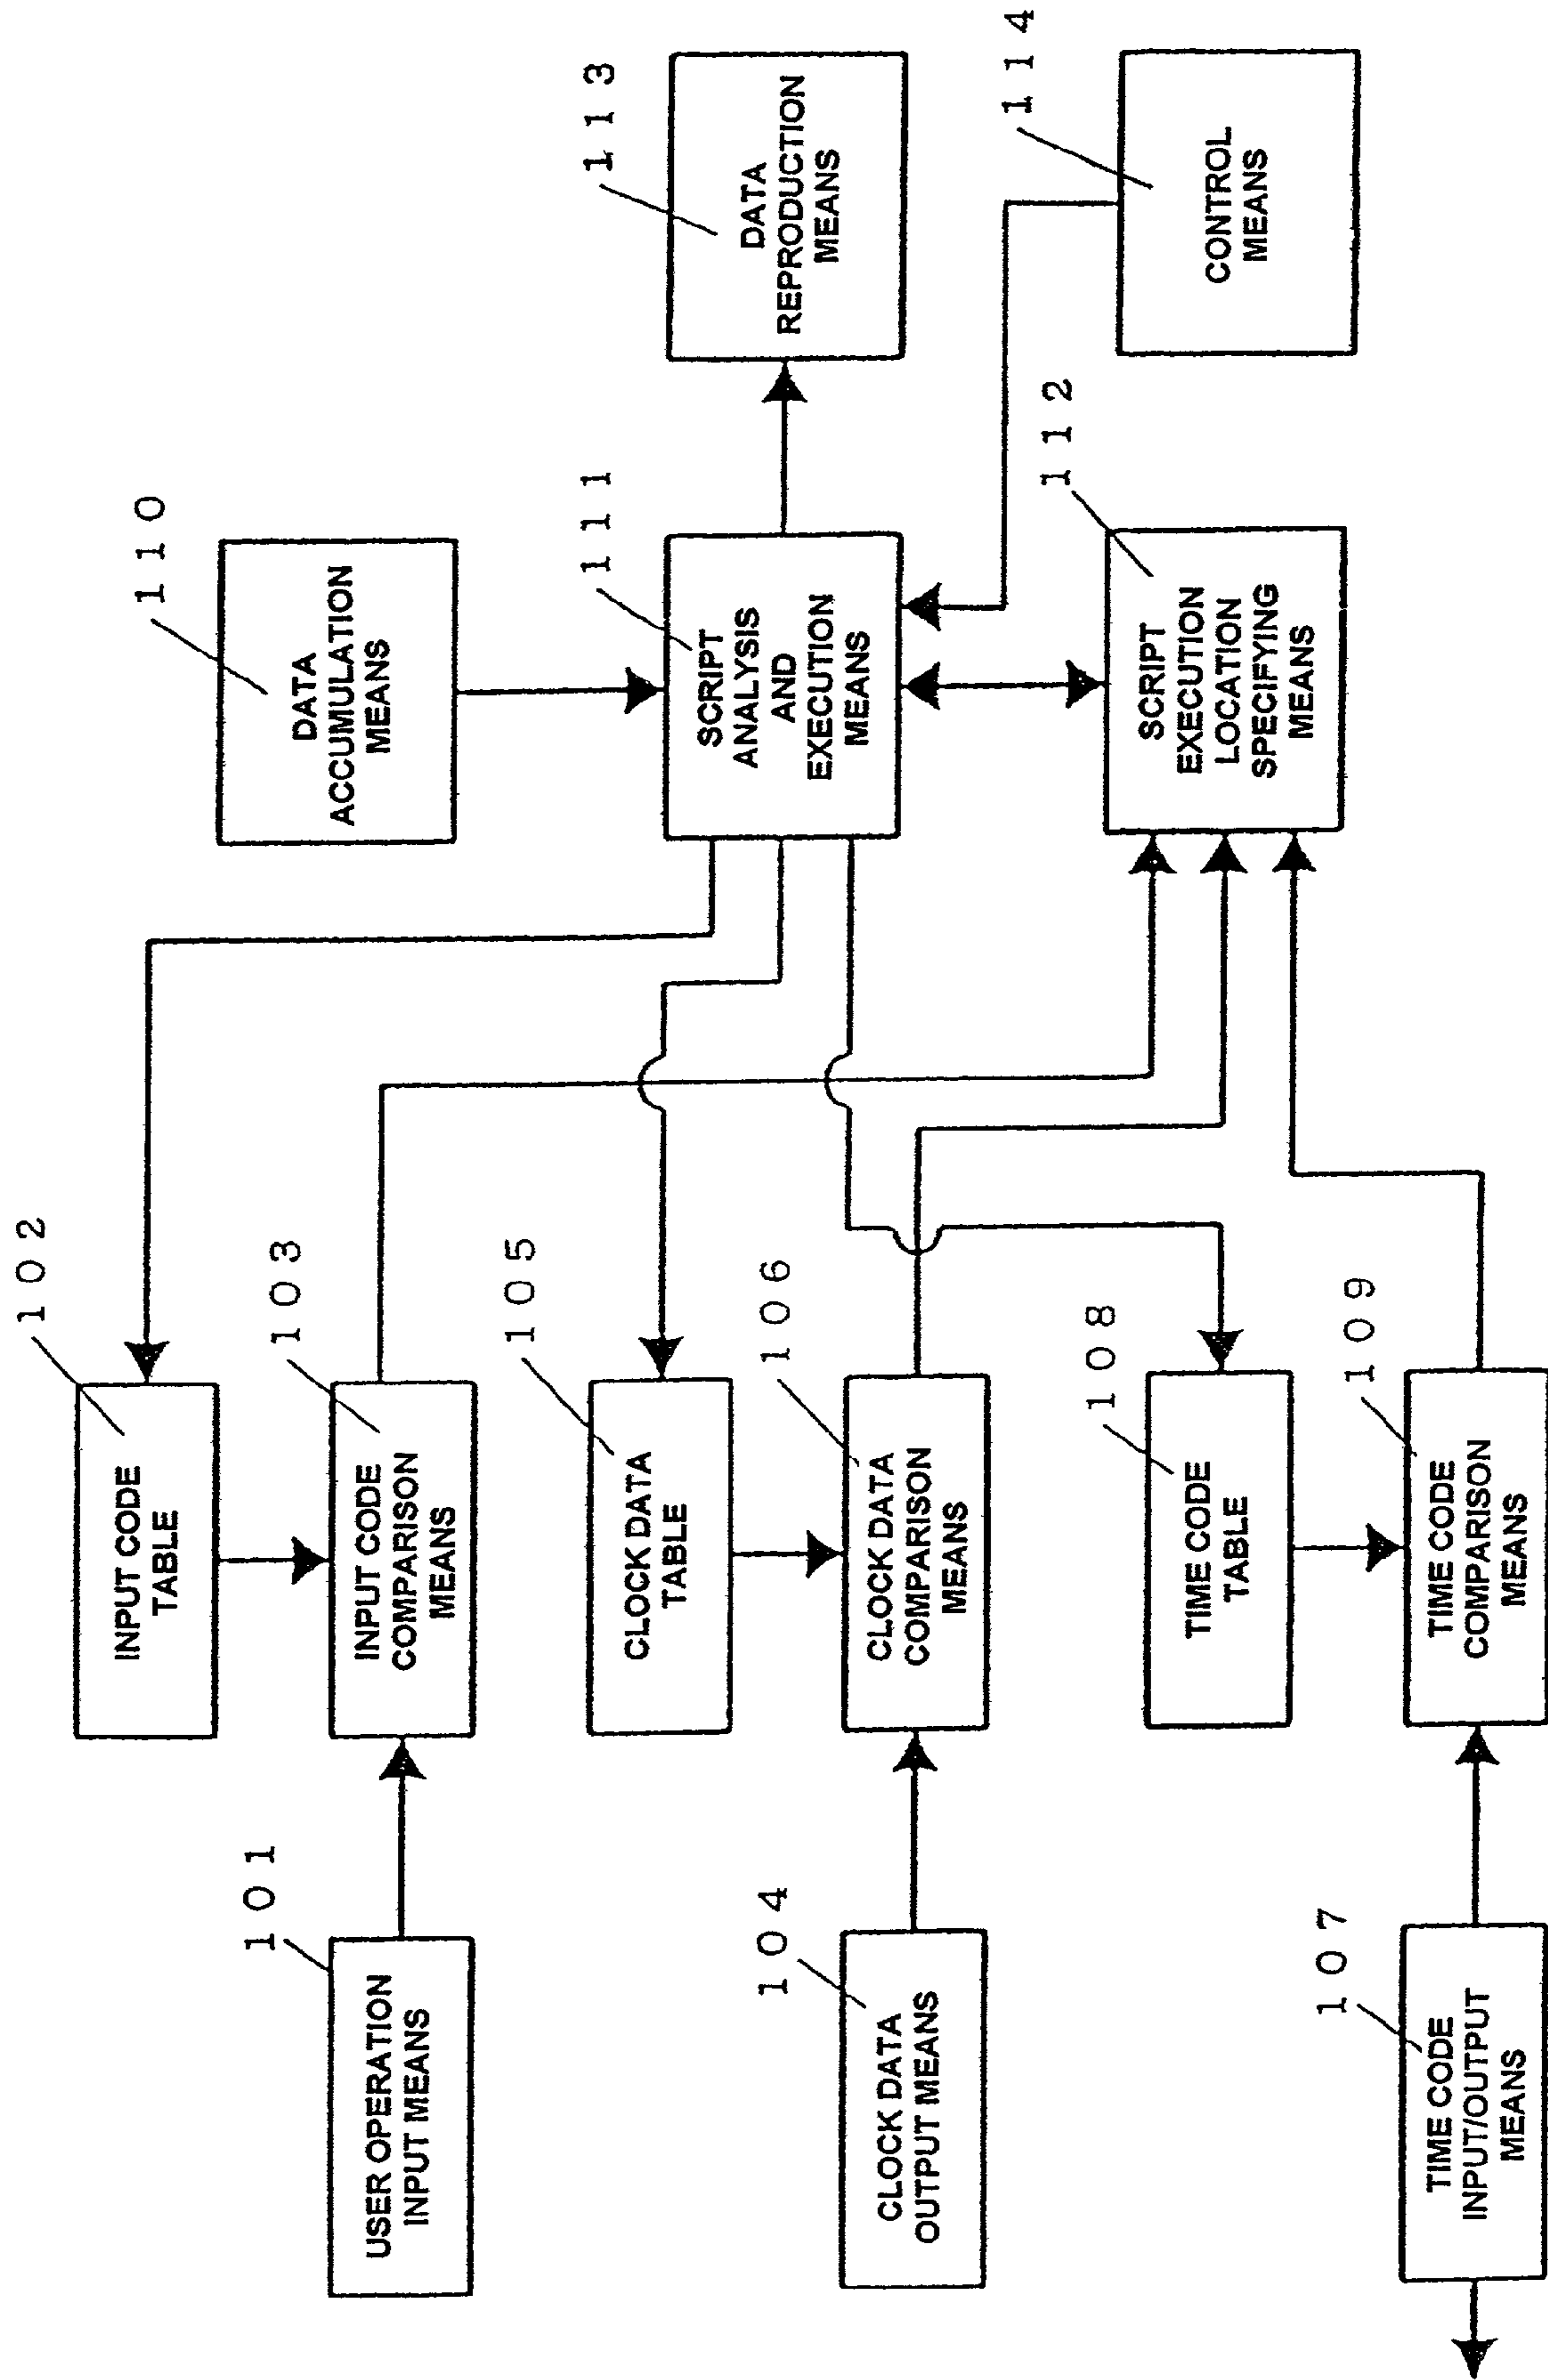 102
INPUT CODE
TABLE
103
INPUT CODE
COMPARISON
MEANS
101
USER OPERATION
INPUT MEANS
105
CLOCK DATA
TABLE
106
CLOCK DATA
COMPARISON
MEANS
104
CLOCK DATA
OUTPUT MEANS
108
TIME CODE
TABLE
109
TIME CODE
COMPARISON
MEANS
107
TIME CODE
INPUT/OUTPUT
MEANS
110
DATA
ACCUMULATION
MEANS
111
SCRIPT
ANALYSIS
AND
EXECUTION
MEANS
112
SCRIPT
EXECUTION
LOCATION
SPECIFYING
MEANS
113
DATA
REPRODUCTION
MEANS
114
CONTROL
MEANS